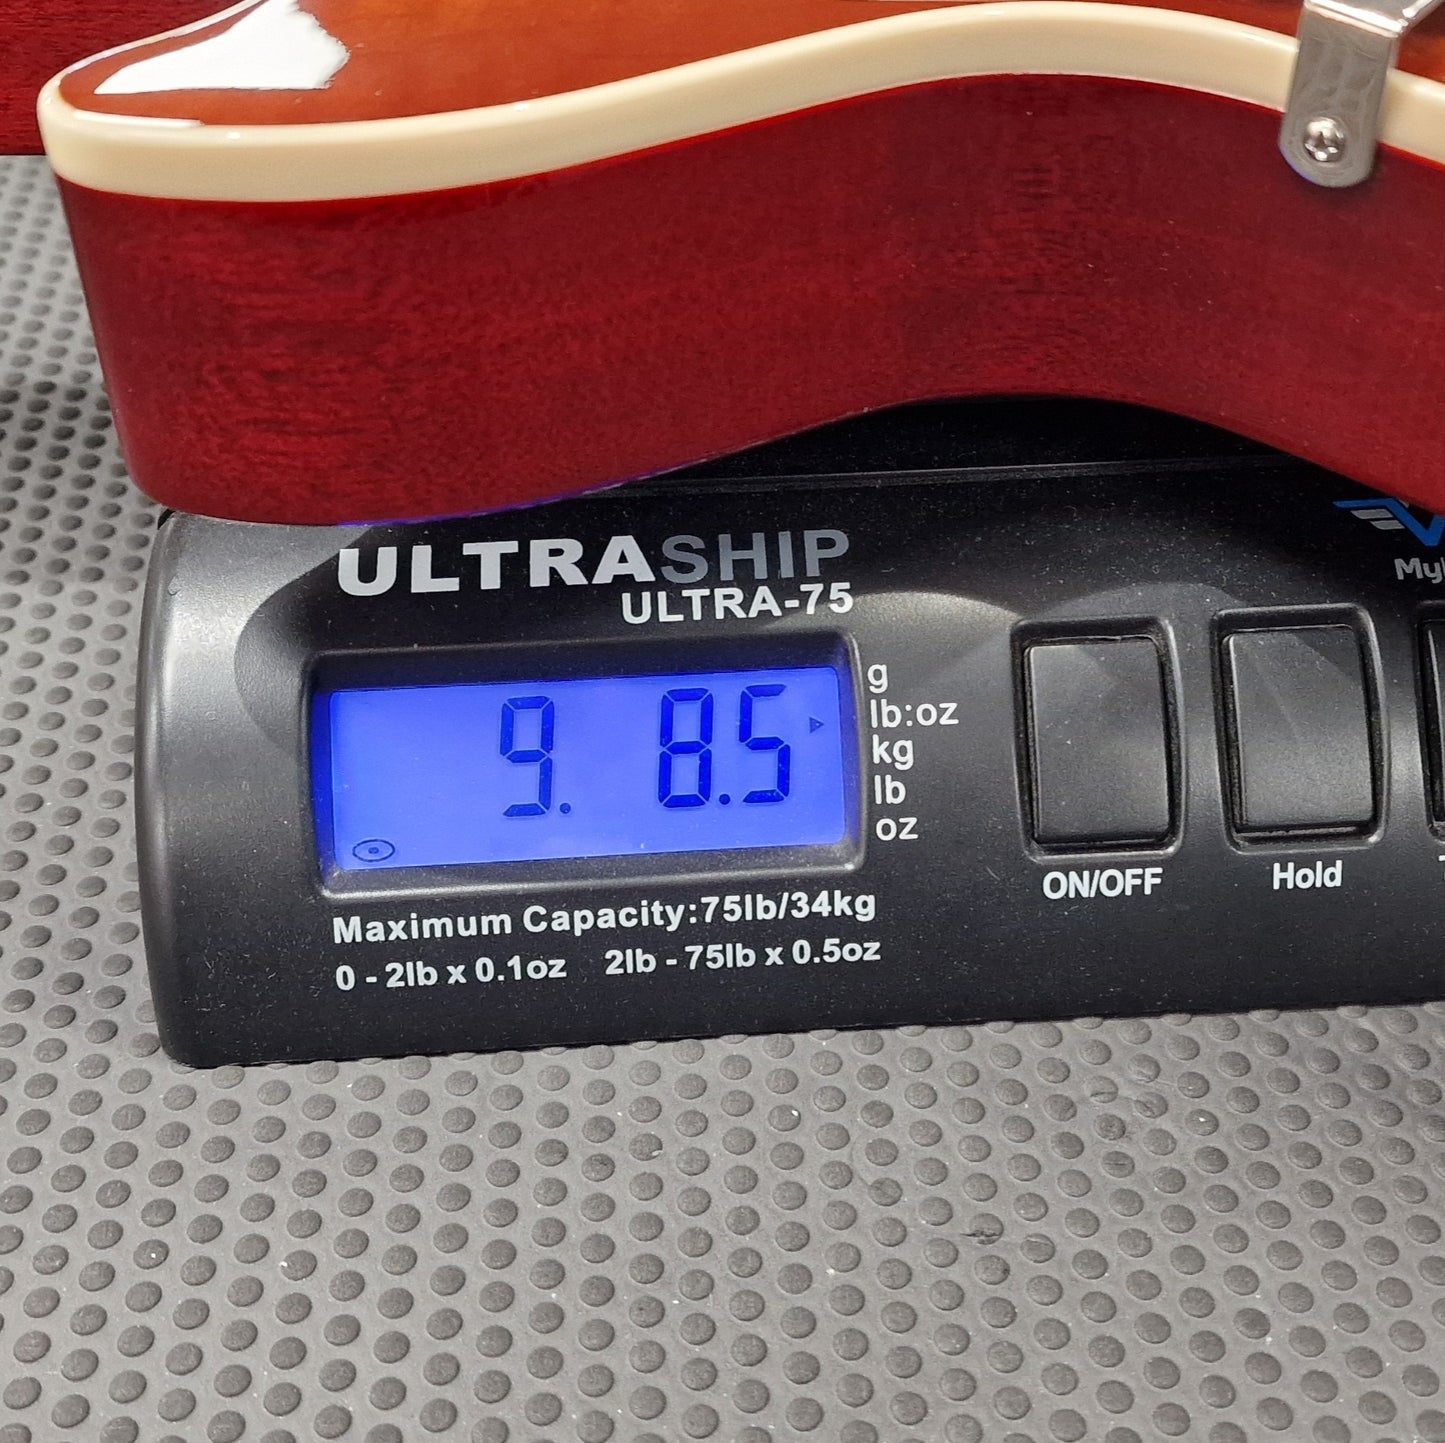 ULTRASHIP
ULTRA-75
9. 8.5
g
lb:oz
kg
lb
oz
ON/OFF
Hold
Maximum Capacity:75lb/34kg
0 - 2lb x 0.1oz 2lb - 75lb x 0.5oz